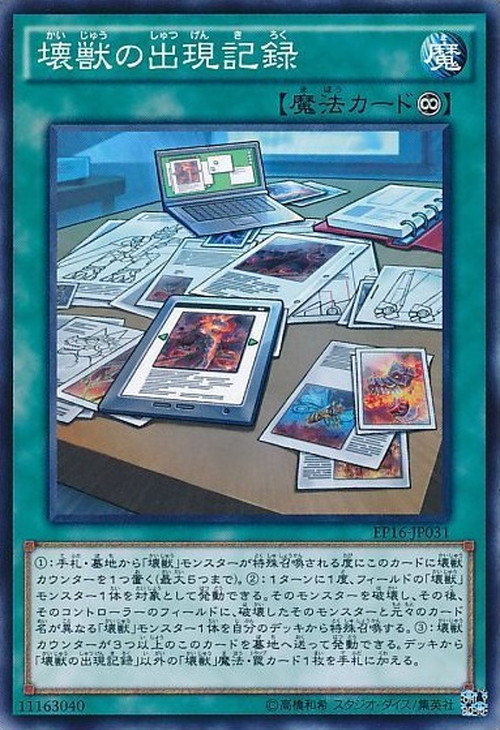 壊獣の出現記録
魔
【魔法カード】
EP16-JP031
①:手札・墓地から「壊獣」モンスターが特殊召喚される度にこのカードに壊獣
カウンターを1つ置く(最大5つまで)。②:1ターンに1度、フィールドの「壊獣」
モンスター1体を対象として発動できる。そのモンスターを破壊し、その後、
そのコントローラーのフィールドに、破壊したそのモンスターと元々のカード
名が異なる「壊獣」モンスター1体を自分のデッキから特殊召喚する。③:壊獣
カウンターが3つ以上のこのカードを墓地へ送って発動できる。デッキから
「壊獣の出現記録」以外の「壊獣」魔法・罠カード1枚を手札に加える。
11163040
©高橋和希 スタジオ・ダイス/集英社